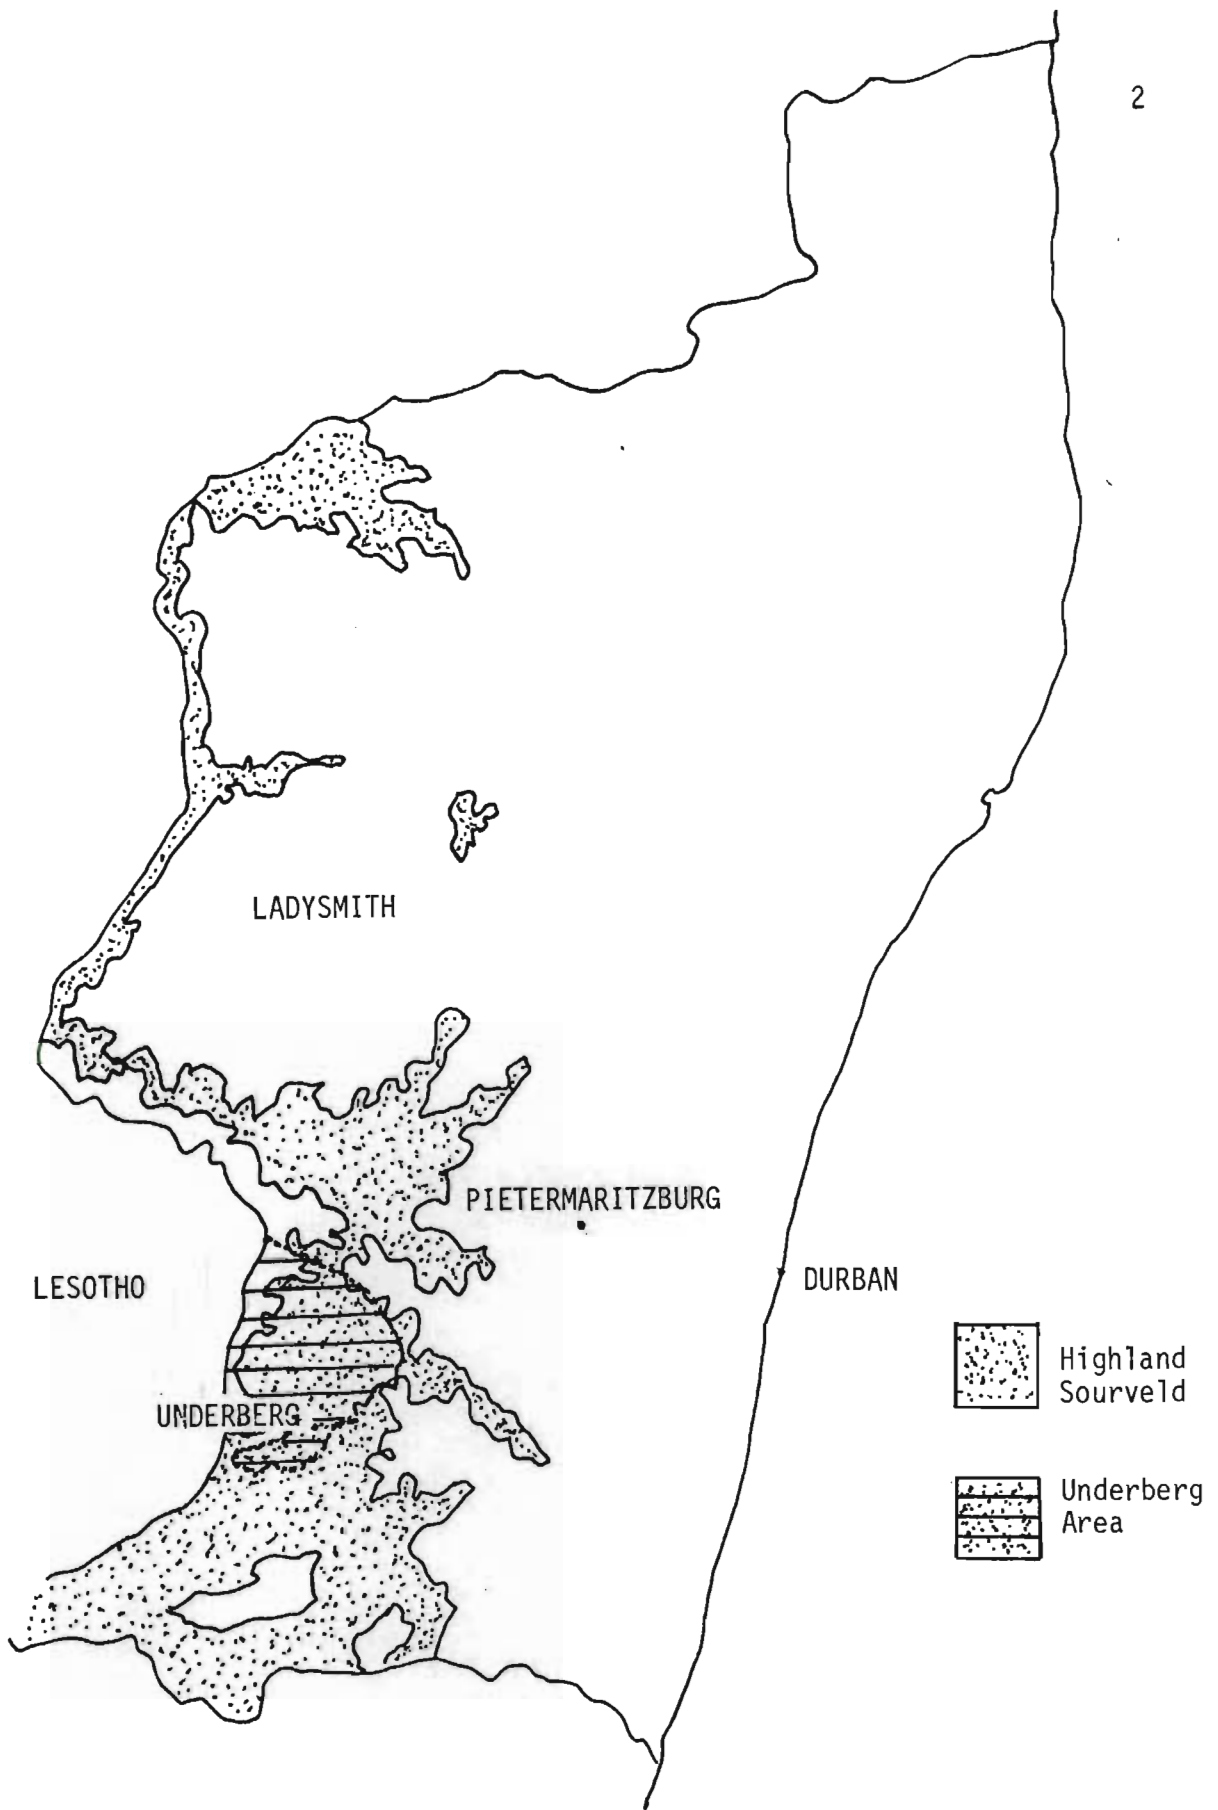 2
LADYSMITH
PIETERMARITZBURG
LESOTHO
DURBAN
UNDERBERG
Highland
Sourveld
Underberg
Area